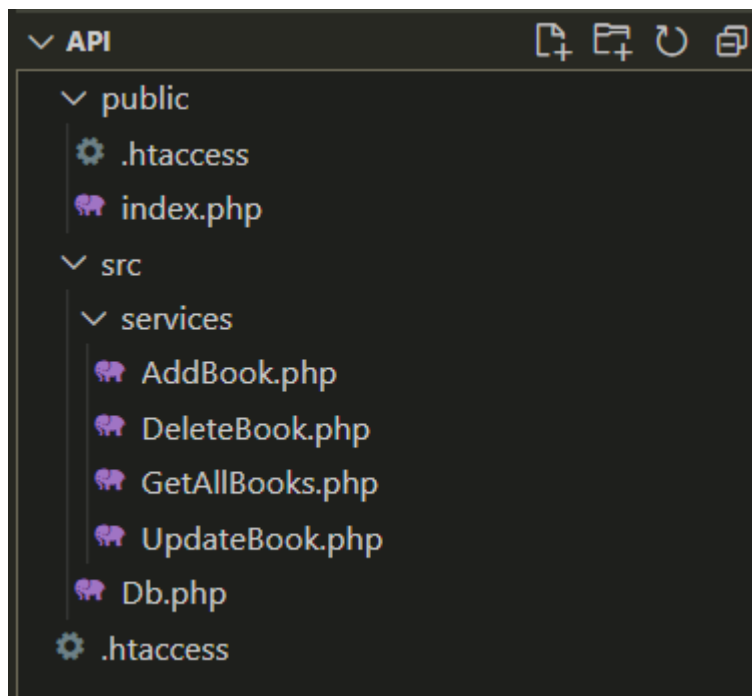 API
public
.htaccess
index.php
src
services
AddBook.php
DeleteBook.php
GetAllBooks.php
UpdateBook.php
Db.php
.htaccess